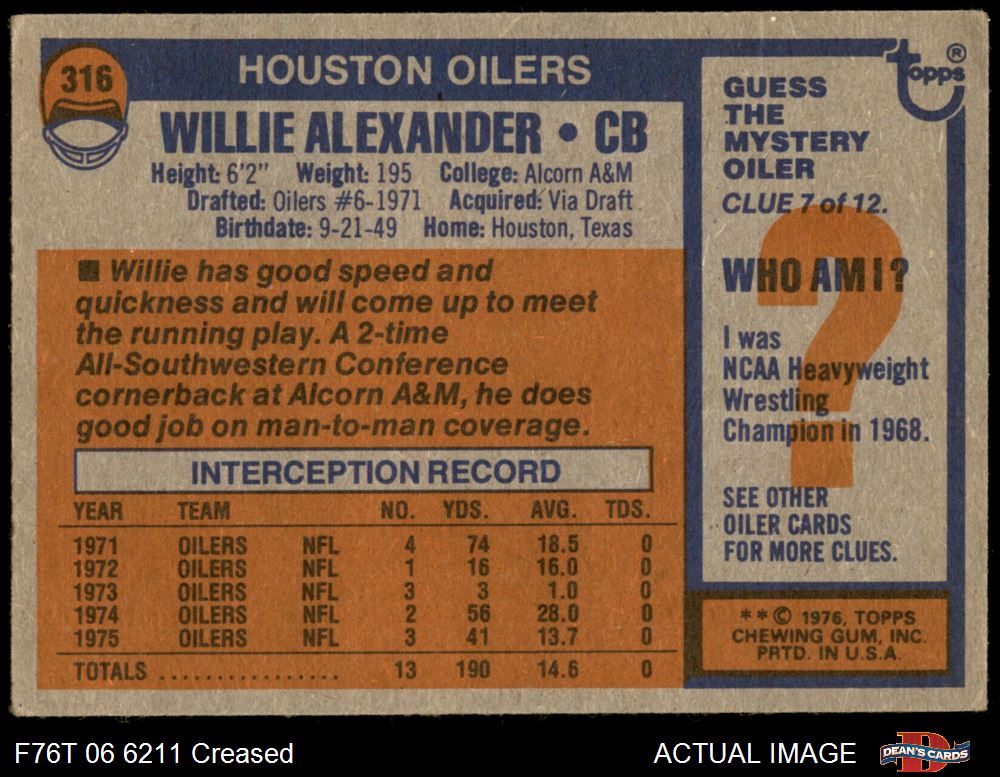 316
HOUSTON OILERS
WILLIE ALEXANDER • CB
Height: 6'2" Weight: 195 College: Alcorn A&M
Drafted: Oilers #6-1971 Acquired: Via Draft
Birthdate: 9-21-49 Home: Houston, Texas
■ Willie has good speed and
quickness and will come up to meet
the running play. A 2-time
All-Southwestern Conference
cornerback at Alcorn A&M, he does
good job on man-to-man coverage.
INTERCEPTION RECORD
YEAR TEAM NO. YDS. AVG. TDS.
1971 OILERS NFL 4 74 18.5 0
1972 OILERS NFL 1 16 16.0 0
1973 OILERS NFL 3 3 1.0 0
1974 OILERS NFL 2 56 28.0 0
1975 OILERS NFL 3 41 13.7 0
TOTALS ................. 13 190 14.6 0
topps ®
GUESS
THE
MYSTERY
OILER
CLUE 7 of 12.
?
WHO AM I?
I was
NCAA Heavyweight
Wrestling
Champion in 1968.
SEE OTHER
OILER CARDS
FOR MORE CLUES.
**© 1976, TOPPS
CHEWING GUM, INC.
PRTD. IN U.S.A.
F76T 06 6211 Creased
ACTUAL IMAGE
D
DEAN'S CARDS